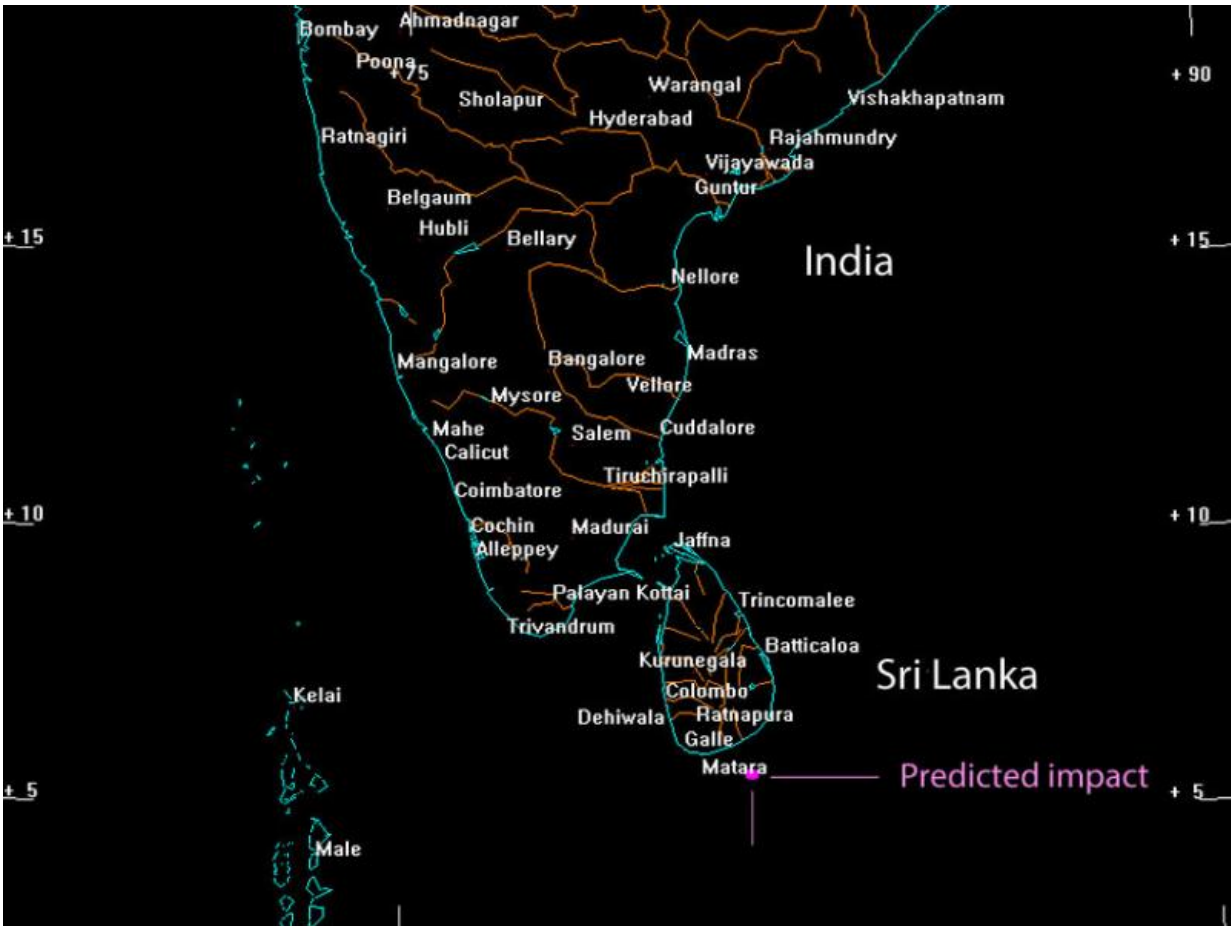 Bombay
Ahmadnagar
Poona
+ 75
+ 90
Warangal
Sholapur
Vishakhapatnam
Hyderabad
Ratnagiri
Rajahmundry
Vijayawada
Guntur
Belgaum
Hubli
Bellary
+ 15
+ 15
India
Nellore
Mangalore
Bangalore
Madras
Vellore
Mysore
Mahe
Salem
Cuddalore
Calicut
Tiruchirapalli
Coimbatore
+ 10
+ 10
Cochin
Madurai
Jaffna
Alleppey
Palayan Kottai
Trincomalee
Trivandrum
Batticaloa
Kurunegala
Sri Lanka
Kelai
Colombo
Dehiwala
Ratnapura
Galle
Matara
Predicted impact
+ 5
+ 5
Male